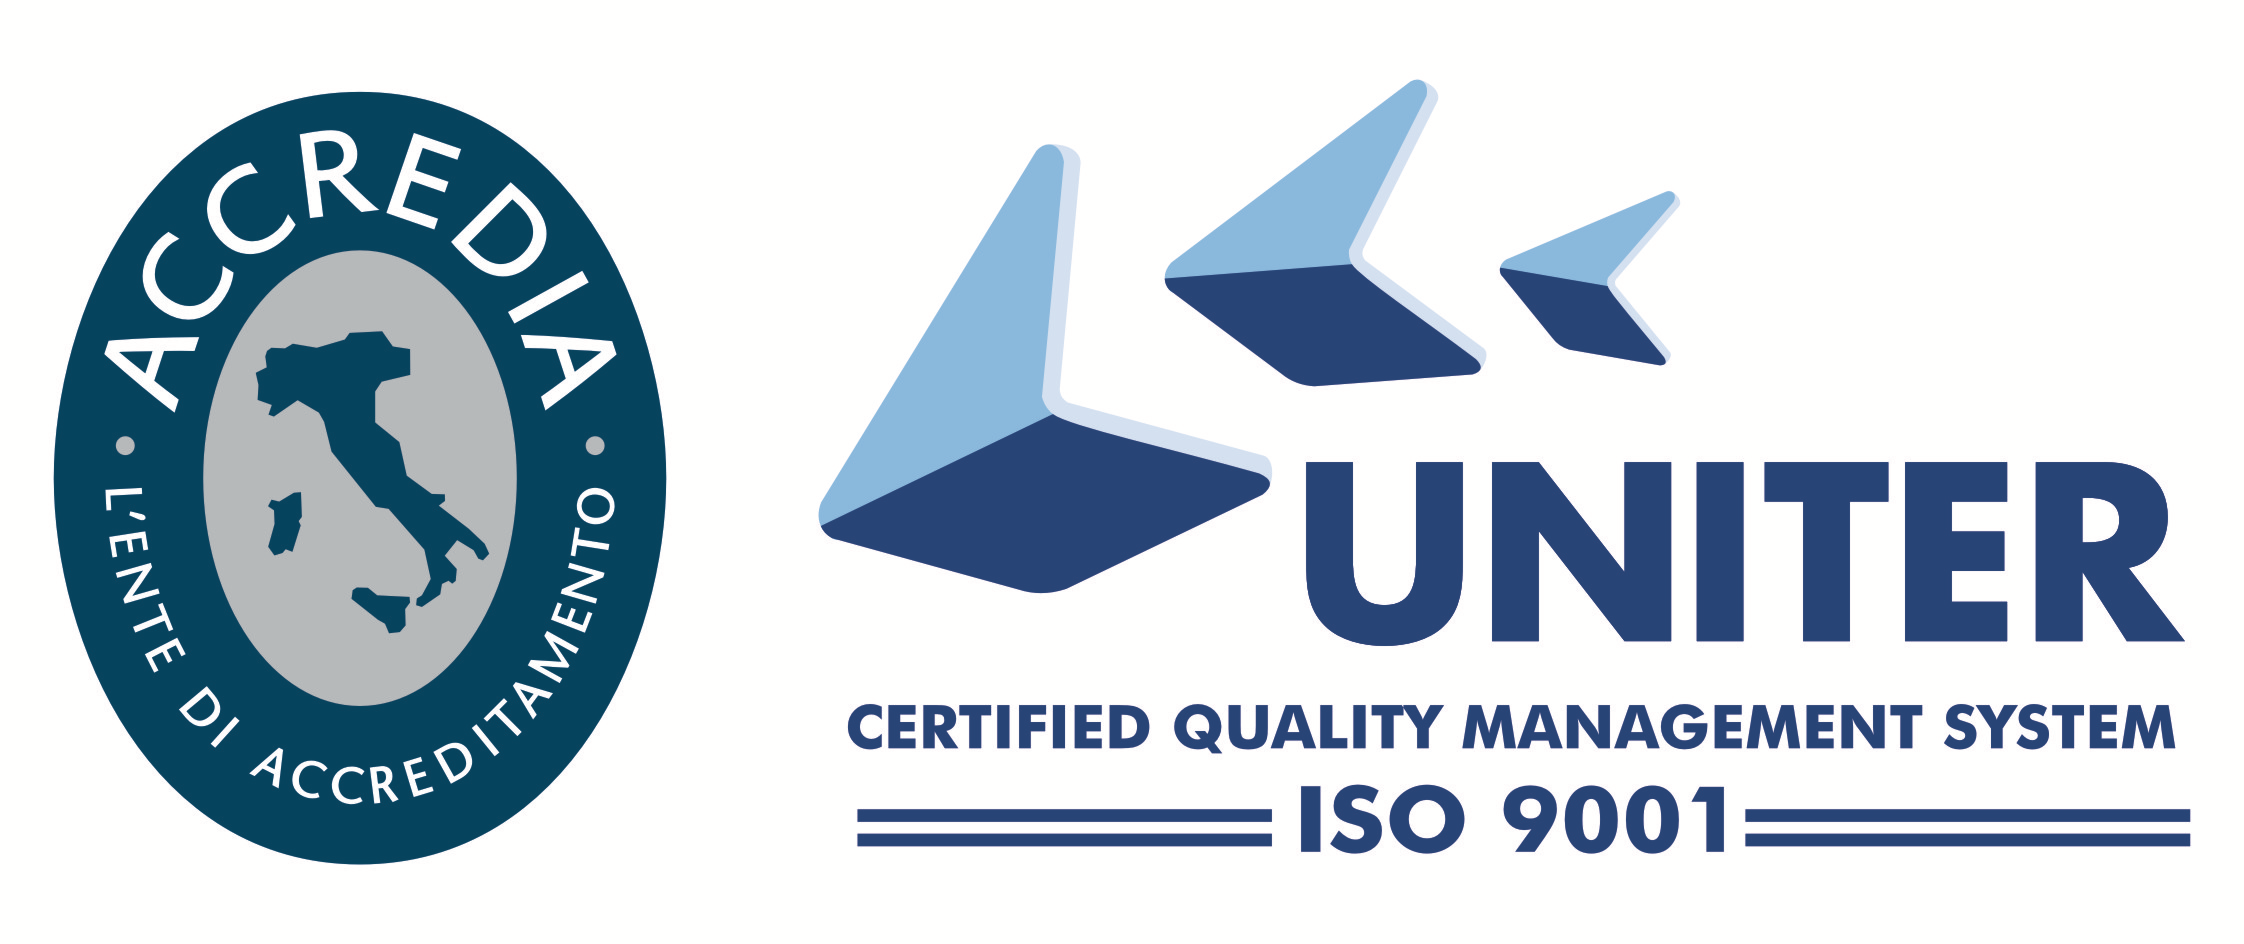 ACCREDIA
L'ENTE DI ACCREDITAMENTO
UNITER
CERTIFIED QUALITY MANAGEMENT SYSTEM
ISO 9001